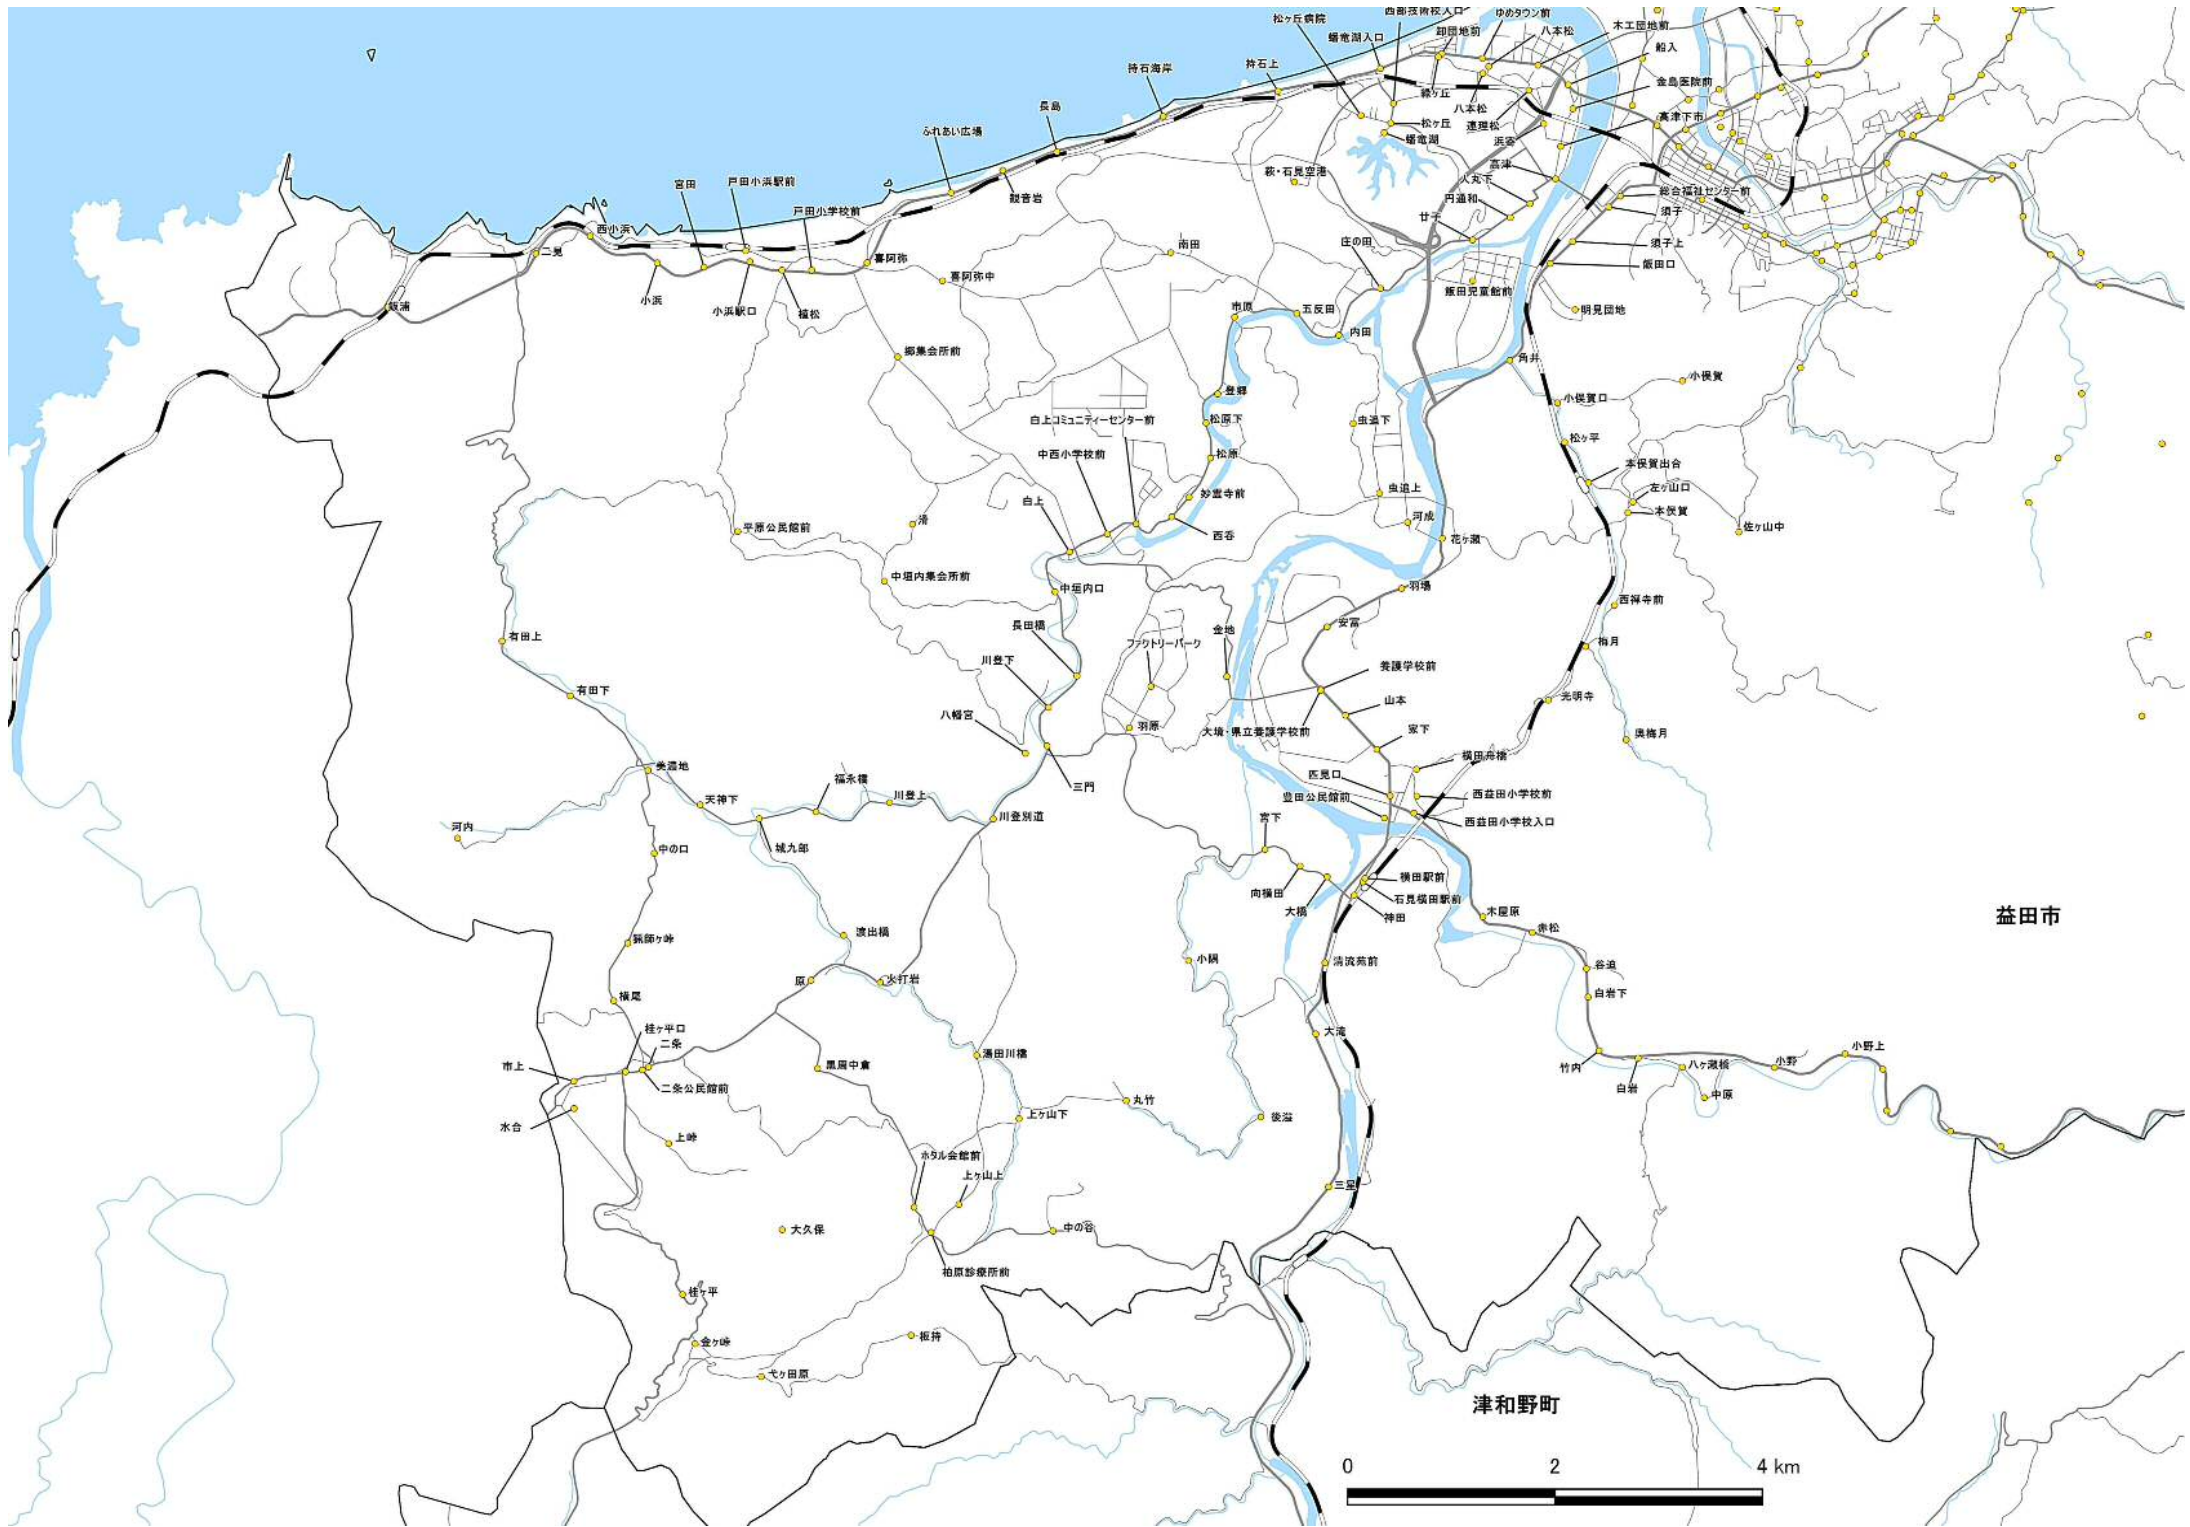 西部技術校入口
ゆめタウン前
松ヶ丘病院
卸団地前
八本松
木工団地前
蟠竜湖入口
船入
持石上
持石海岸
緑ヶ丘
金島医院前
八本松
長島
松ヶ丘
連理松
高津下市
ふれあい広場
蟠竜湖
浜姿
高津
萩・石見空港
人丸下
宮田
戸田小浜駅前
円通和
総合福祉センター前
観音岩
戸田小学校前
須子
廿子
西小浜
庄の田
南田
須子上
二見
喜阿弥
飯田口
喜阿弥中
飯田児童館前
小浜
小浜駅口
植松
飯浦
市原
五反田
内田
明見団地
郷集会所前
角井
小俣賀
登郷
小俣賀口
白上コミュニティーセンター前
松原下
虫追下
松ヶ平
中西小学校前
松原
本俣賀出合
左ヶ山口
白上
妙霊寺前
虫追上
本俣賀
平原公民館前
滑
西呑
河成
佐ヶ山中
花ヶ瀬
中垣内集会所前
中垣内口
羽場
西禅寺前
有田上
長田橋
金地
安富
ファクトリーパーク
梅月
川登下
養護学校前
有田下
光明寺
八幡宮
山本
羽原
大境・県立養護学校前
家下
奥梅月
美濃地
横田舟橋
福永橋
三門
匹見口
川登上
豊田公民館前
西益田小学校前
天神下
川登別道
宮下
西益田小学校入口
河内
城九郎
中の口
横田駅前
向横田
石見横田駅前
大橋
神田
木屋原
益田市
赤松
猟師ヶ峠
渡出橋
小隅
清流苑前
原
火打岩
谷追
横尾
白岩下
桂ヶ平口
二条
大滝
市上
黒周中倉
湯田川橋
小野上
二条公民館前
竹内
白岩
八ヶ瀬橋
小野
中原
水合
丸竹
上ヶ山下
後溢
上峠
ホタル会館前
上ヶ山上
三星
大久保
中の谷
柏原診療所前
桂ヶ平
金ヶ峠
板持
弋ヶ田原
津和野町
0 2 4 km